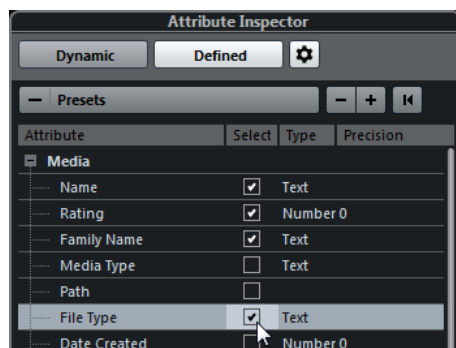 Attribute Inspector
Dynamic Defined
Presets
Attribute Select Type Precision
Media
Name Text
Rating Number 0
Family Name Text
Media Type Text
Path
File Type Text
Date Created Number 0